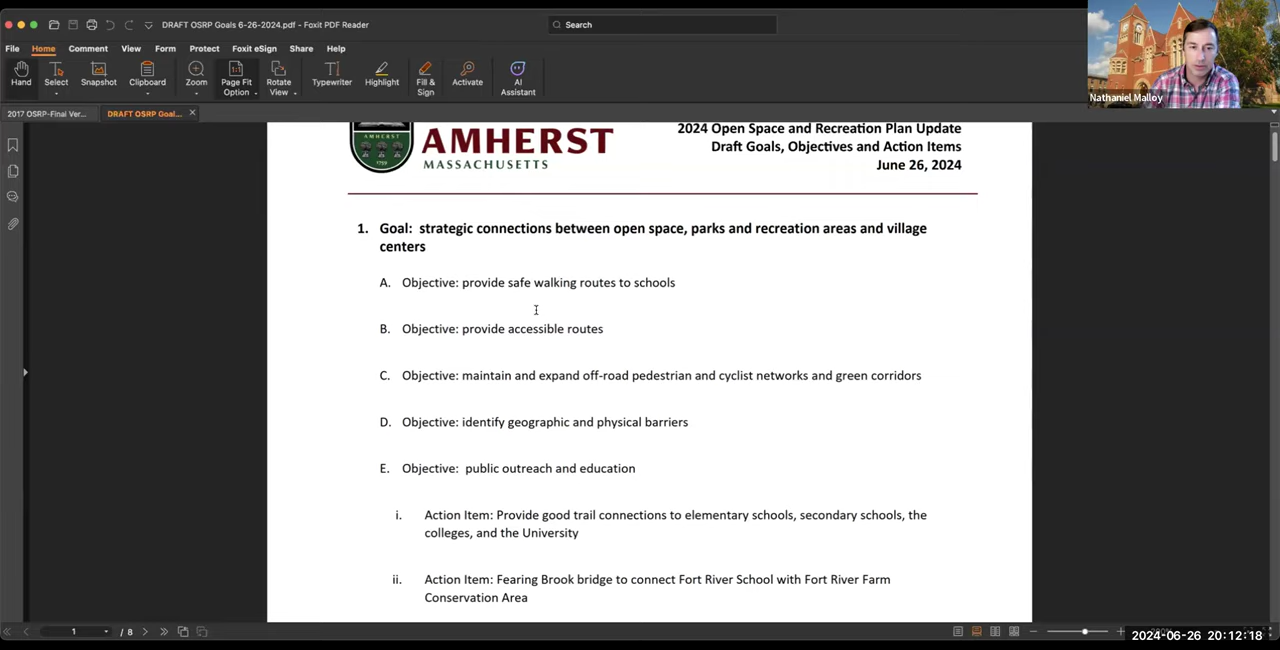 DRAFT OSRP Goals 6-26-2024.pdf - Foxit PDF Reader
Search
File Home Comment View Form Protect Foxit eSign Share Help
Hand Select Snapshot Clipboard Zoom Page Fit Option Rotate View Typewriter Highlight Fill & Sign Activate AI Assistant
Nathaniel Malloy
2017 OSRP-Final Ver... DRAFT OSRP Goal...
AMHERST
1759
AMHERST
MASSACHUSETTS
2024 Open Space and Recreation Plan Update
Draft Goals, Objectives and Action Items
June 26, 2024
1. Goal: strategic connections between open space, parks and recreation areas and village
centers
A. Objective: provide safe walking routes to schools
B. Objective: provide accessible routes
C. Objective: maintain and expand off-road pedestrian and cyclist networks and green corridors
D. Objective: identify geographic and physical barriers
E. Objective: public outreach and education
i. Action Item: Provide good trail connections to elementary schools, secondary schools, the
colleges, and the University
ii. Action Item: Fearing Brook bridge to connect Fort River School with Fort River Farm
Conservation Area
1 / 8
2024-06-26 20:12:18